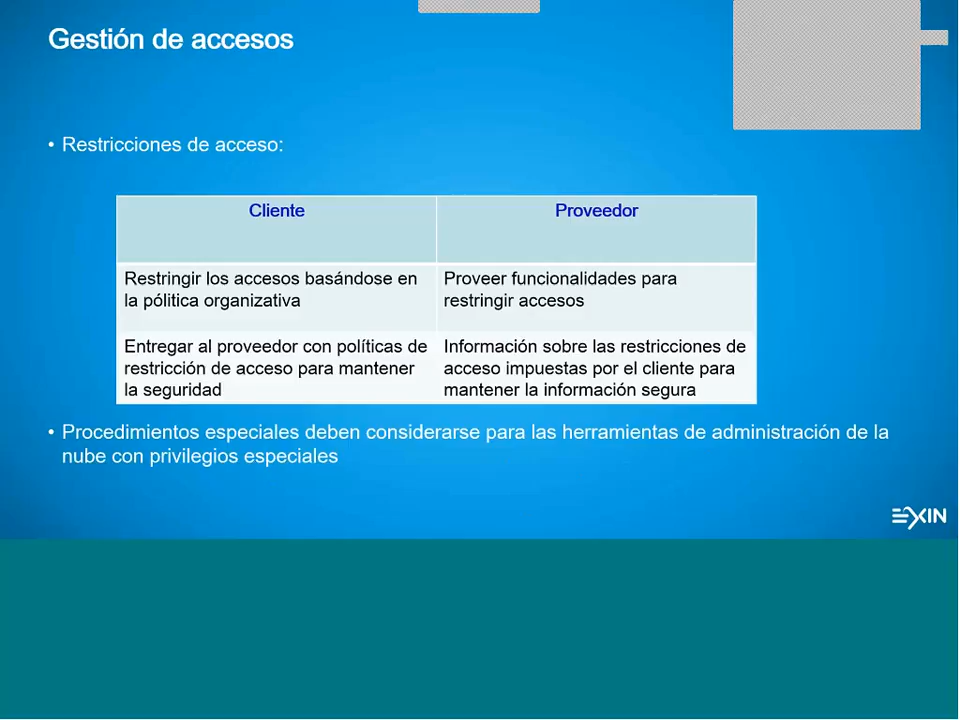 Gestión de accesos
• Restricciones de acceso:
Cliente
Proveedor
Restringir los accesos basándose en
la pólitica organizativa
Proveer funcionalidades para
restringir accesos
Entregar al proveedor con políticas de
restricción de acceso para mantener
la seguridad
Información sobre las restricciones de
acceso impuestas por el cliente para
mantener la información segura
• Procedimientos especiales deben considerarse para las herramientas de administración de la
nube con privilegios especiales
EXIN